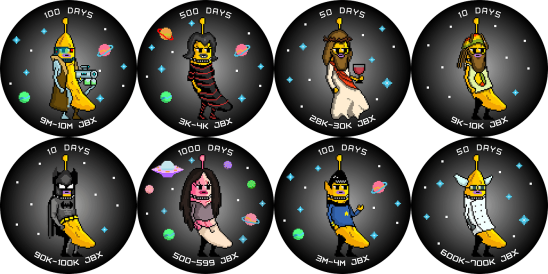 100 DAYS
9M-10M JBX
500 DAYS
3K-4K JBX
50 DAYS
28K-30K JBX
10 DAYS
9K-10K JBX
10 DAYS
90K-100K JBX
1000 DAYS
500-599 JBX
100 DAYS
3M-4M JBX
50 DAYS
600K-700K JBX